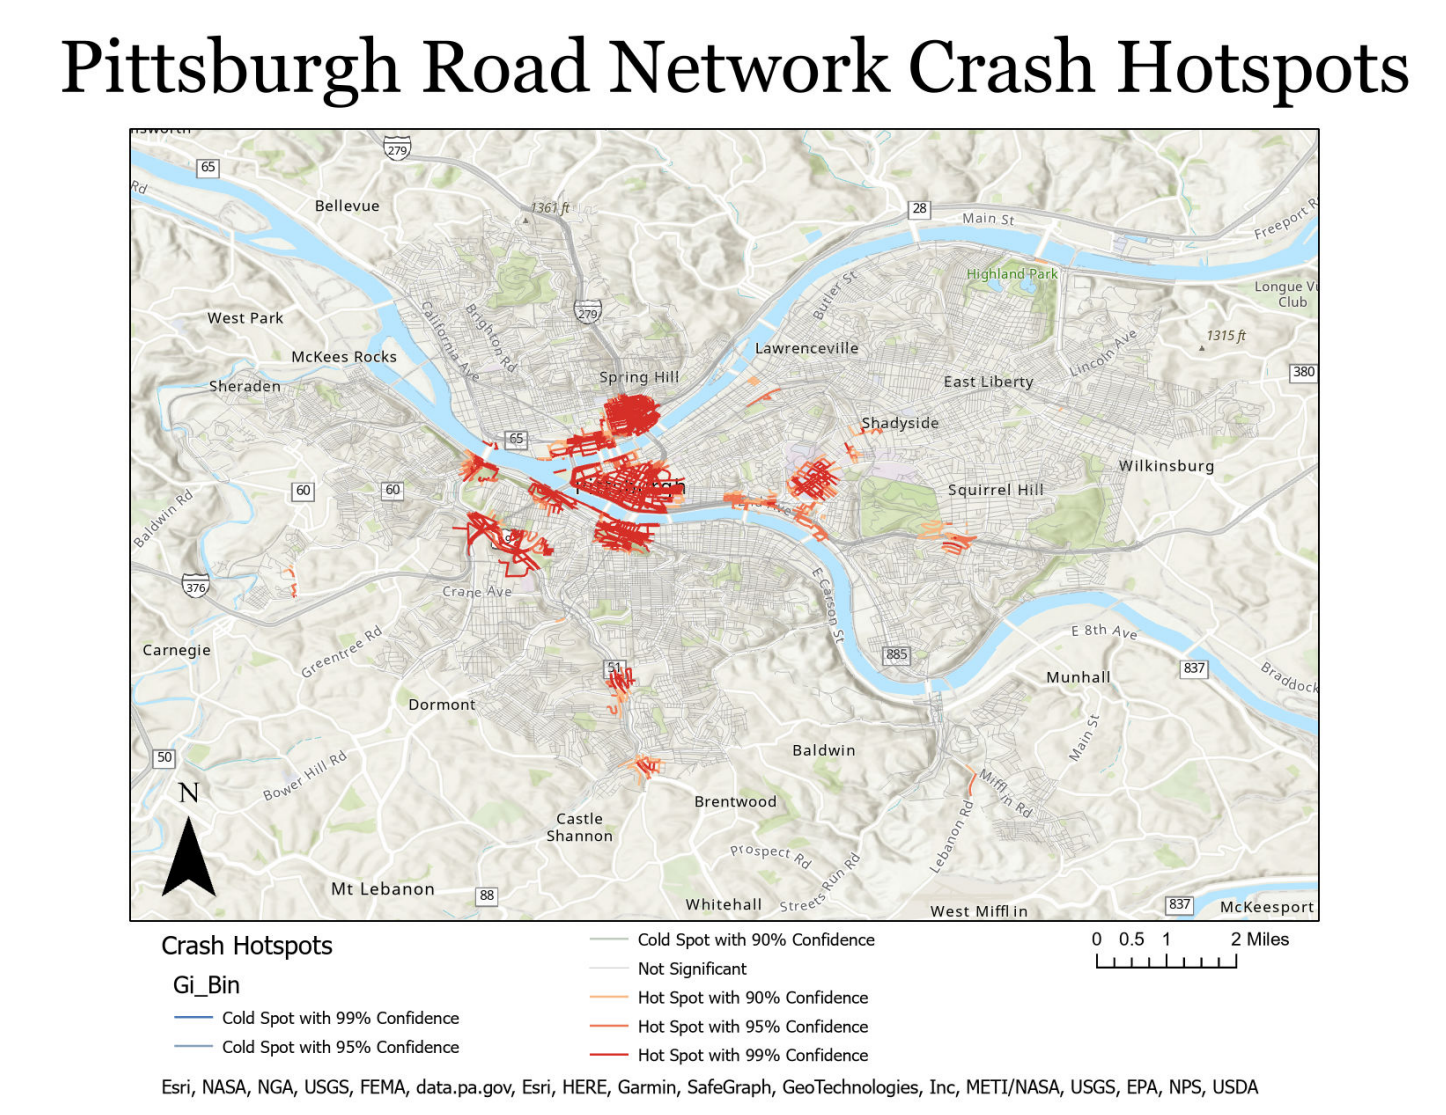 Pittsburgh Road Network Crash Hotspots
279
65
Rd
Bellevue
1361 ft
28
Main St
Freeport R
Highland Park
Butler St
Longue Vu
Club
279
West Park
California Ave
Brighton Rd
1315 ft
McKees Rocks
Lawrenceville
Lincoln Ave
380
Sheraden
Spring Hill
East Liberty
Shadyside
65
Wilkinsburg
60
60
Pittsburgh
Squirrel Hill
Baldwin Rd
Ave
376
Crane Ave
E Carson St
Carnegie
Greentree Rd
51
885
E 8th Ave
837
Munhall
Braddock
Dormont
Main St
50
Bower Hill Rd
Baldwin
N
Mifflin Rd
Brentwood
Castle
Shannon
Lebanon Rd
Prospect Rd
Streets Run Rd
Mt Lebanon
88
Whitehall
West Mifflin
837
McKeesport
Crash Hotspots
Gi_Bin
Cold Spot with 99% Confidence
Cold Spot with 95% Confidence
Cold Spot with 90% Confidence
Not Significant
Hot Spot with 90% Confidence
Hot Spot with 95% Confidence
Hot Spot with 99% Confidence
0 0.5 1 2 Miles
Esri, NASA, NGA, USGS, FEMA, data.pa.gov, Esri, HERE, Garmin, SafeGraph, GeoTechnologies, Inc, METI/NASA, USGS, EPA, NPS, USDA